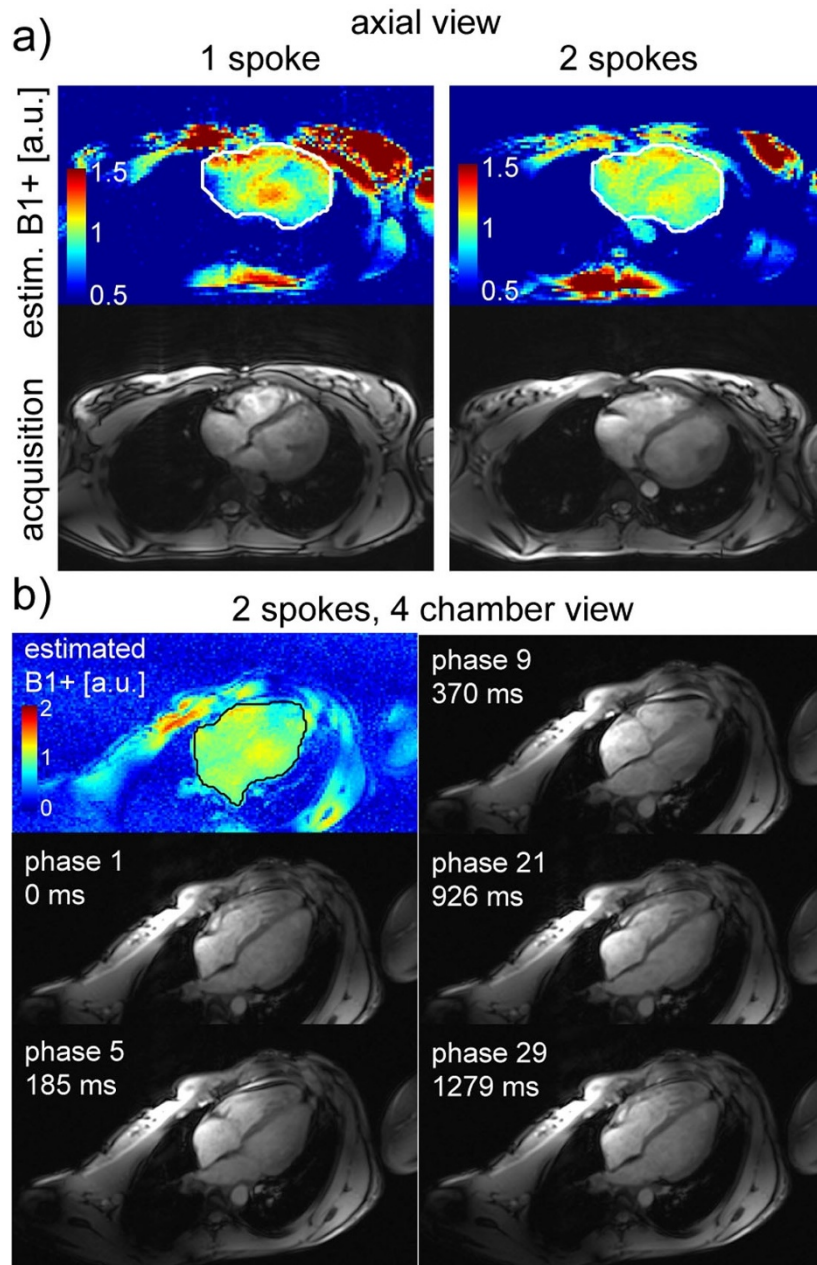 a)
axial view
1 spoke
2 spokes
estim. B1+ [a.u.]
1.5
1
0.5
1.5
1
0.5
acquisition
b)
2 spokes, 4 chamber view
estimated
B1+ [a.u.]
2
1
0
phase 9
370 ms
phase 1
0 ms
phase 21
926 ms
phase 5
185 ms
phase 29
1279 ms